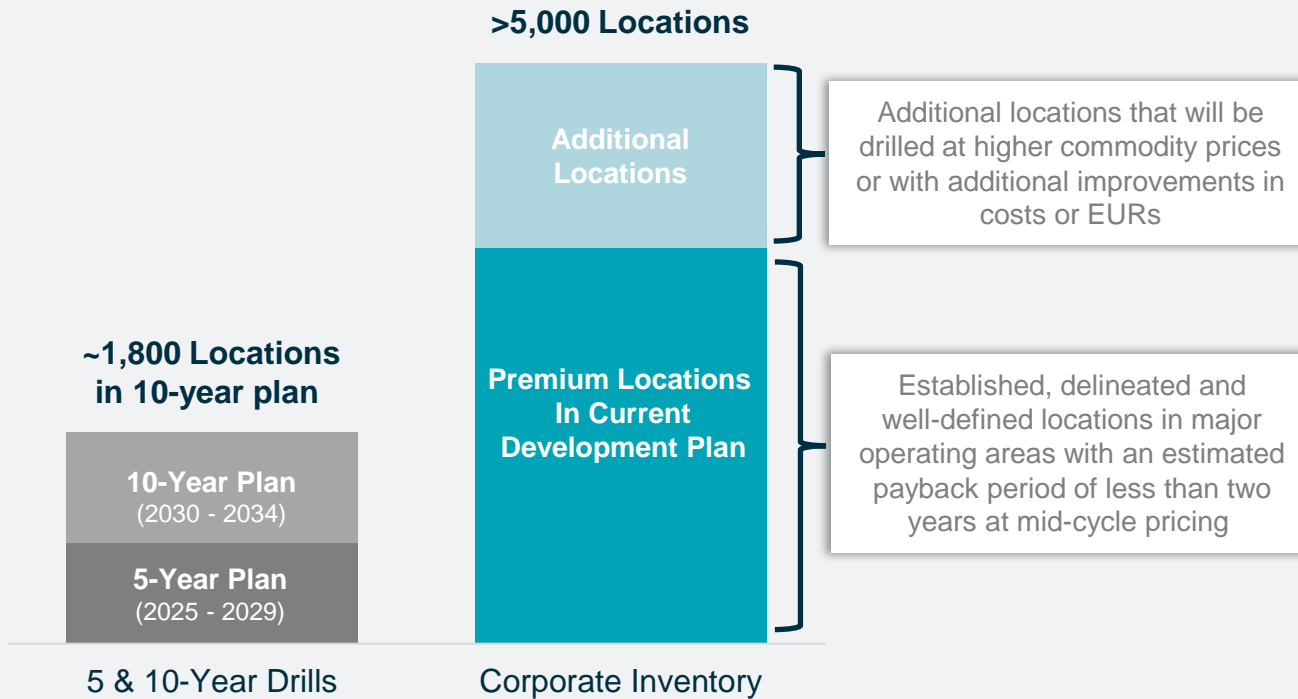 >5,000 Locations
Additional
Locations
Additional locations that will be
drilled at higher commodity prices
or with additional improvements in
costs or EURs
~1,800 Locations
in 10-year plan
10-Year Plan
(2030 - 2034)
5-Year Plan
(2025 - 2029)
Premium Locations
In Current
Development Plan
Established, delineated and
well-defined locations in major
operating areas with an estimated
payback period of less than two
years at mid-cycle pricing
5 & 10-Year Drills
Corporate Inventory